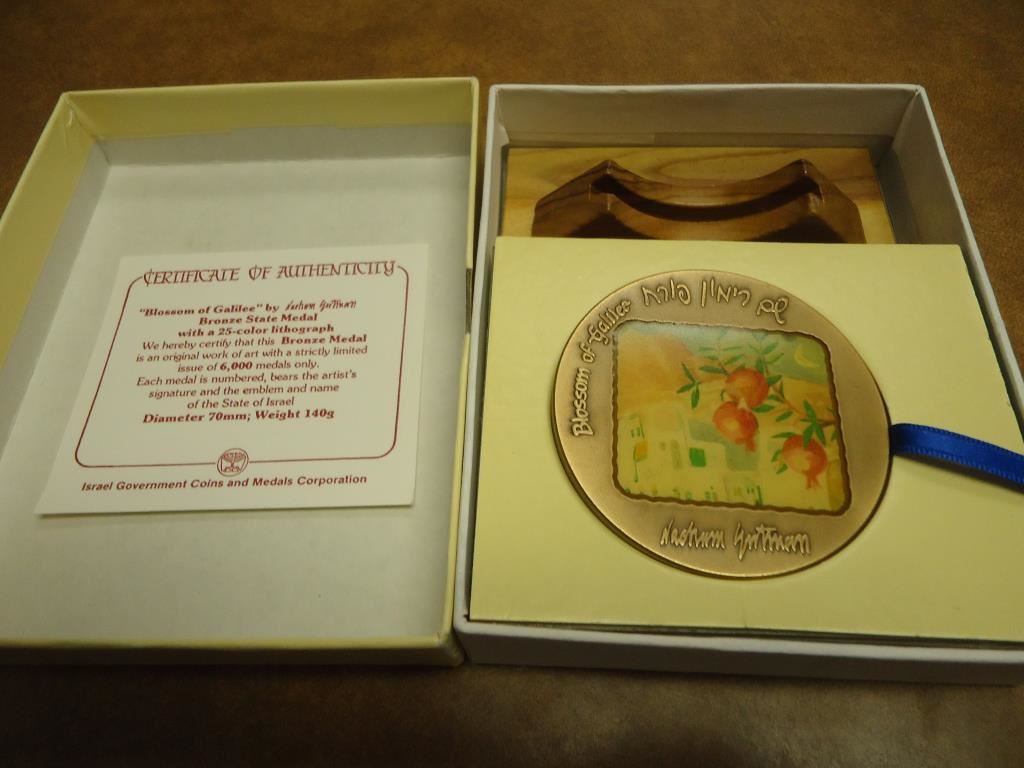 CERTIFICATE OF AUTHENTICITY
"Blossom of Galilee" by Nachum Gutman
Bronze State Medal
with a 25-color lithograph
We hereby certify that this Bronze Medal
is an original work of art with a strictly limited
issue of 6,000 medals only.
Each medal is numbered, bears the artist's
signature and the emblem and name
of the State of Israel
Diameter 70mm; Weight 140g
Israel Government Coins and Medals Corporation
Blossom of Galilee שם רימון פורח
Nachum Gutman